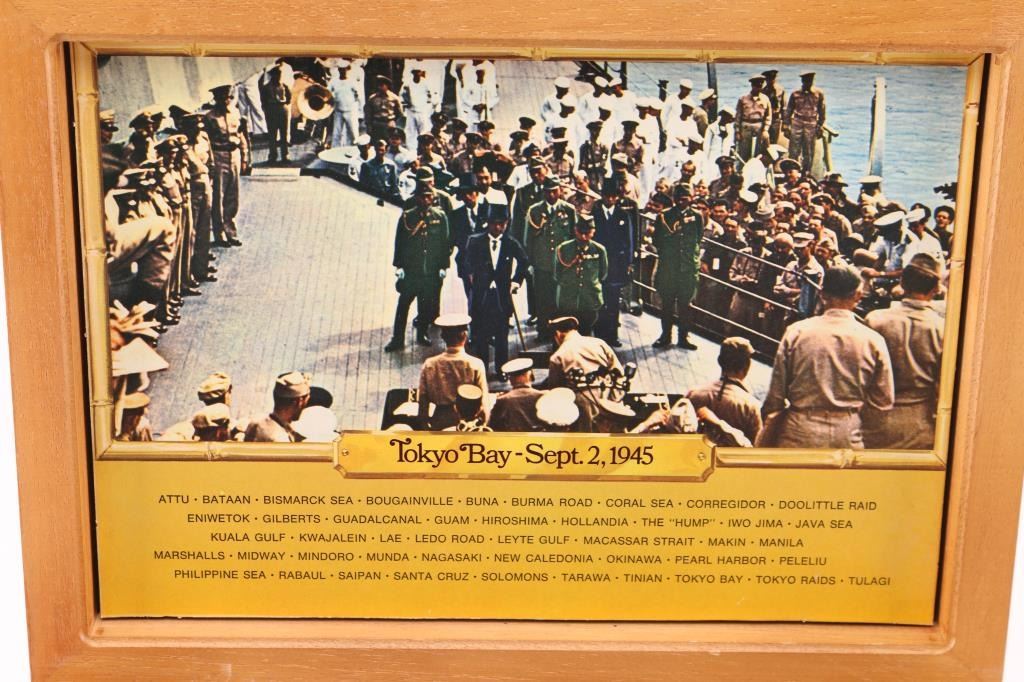 Tokyo Bay - Sept. 2, 1945
ATTU · BATAAN · BISMARCK SEA · BOUGAINVILLE · BUNA · BURMA ROAD · CORAL SEA · CORREGIDOR · DOOLITTLE RAID
ENIWETOK · GILBERTS · GUADALCANAL · GUAM · HIROSHIMA · HOLLANDIA · THE "HUMP" · IWO JIMA · JAVA SEA
KUALA GULF · KWAJALEIN · LAE · LEDO ROAD · LEYTE GULF · MACASSAR STRAIT · MAKIN · MANILA
MARSHALLS · MIDWAY · MINDORO · MUNDA · NAGASAKI · NEW CALEDONIA · OKINAWA · PEARL HARBOR · PELELIU
PHILIPPINE SEA · RABAUL · SAIPAN · SANTA CRUZ · SOLOMONS · TARAWA · TINIAN · TOKYO BAY · TOKYO RAIDS · TULAGI